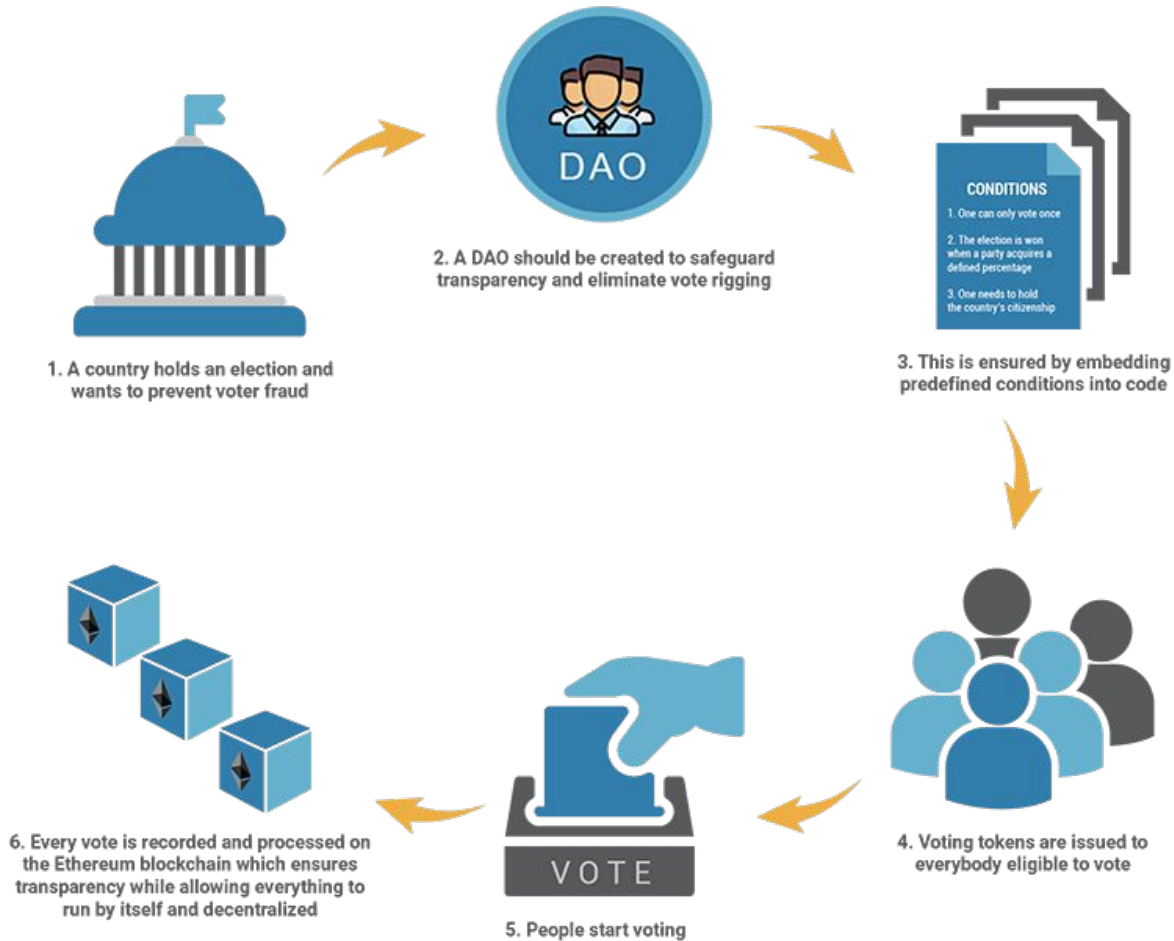 1. A country holds an election and
wants to prevent voter fraud
DAO
2. A DAO should be created to safeguard
transparency and eliminate vote rigging
CONDITIONS
1. One can only vote once
2. The election is won
when a party acquires a
defined percentage
3. One needs to hold
the country's citizenship
3. This is ensured by embedding
predefined conditions into code
4. Voting tokens are issued to
everybody eligible to vote
VOTE
5. People start voting
6. Every vote is recorded and processed on
the Ethereum blockchain which ensures
transparency while allowing everything to
run by itself and decentralized